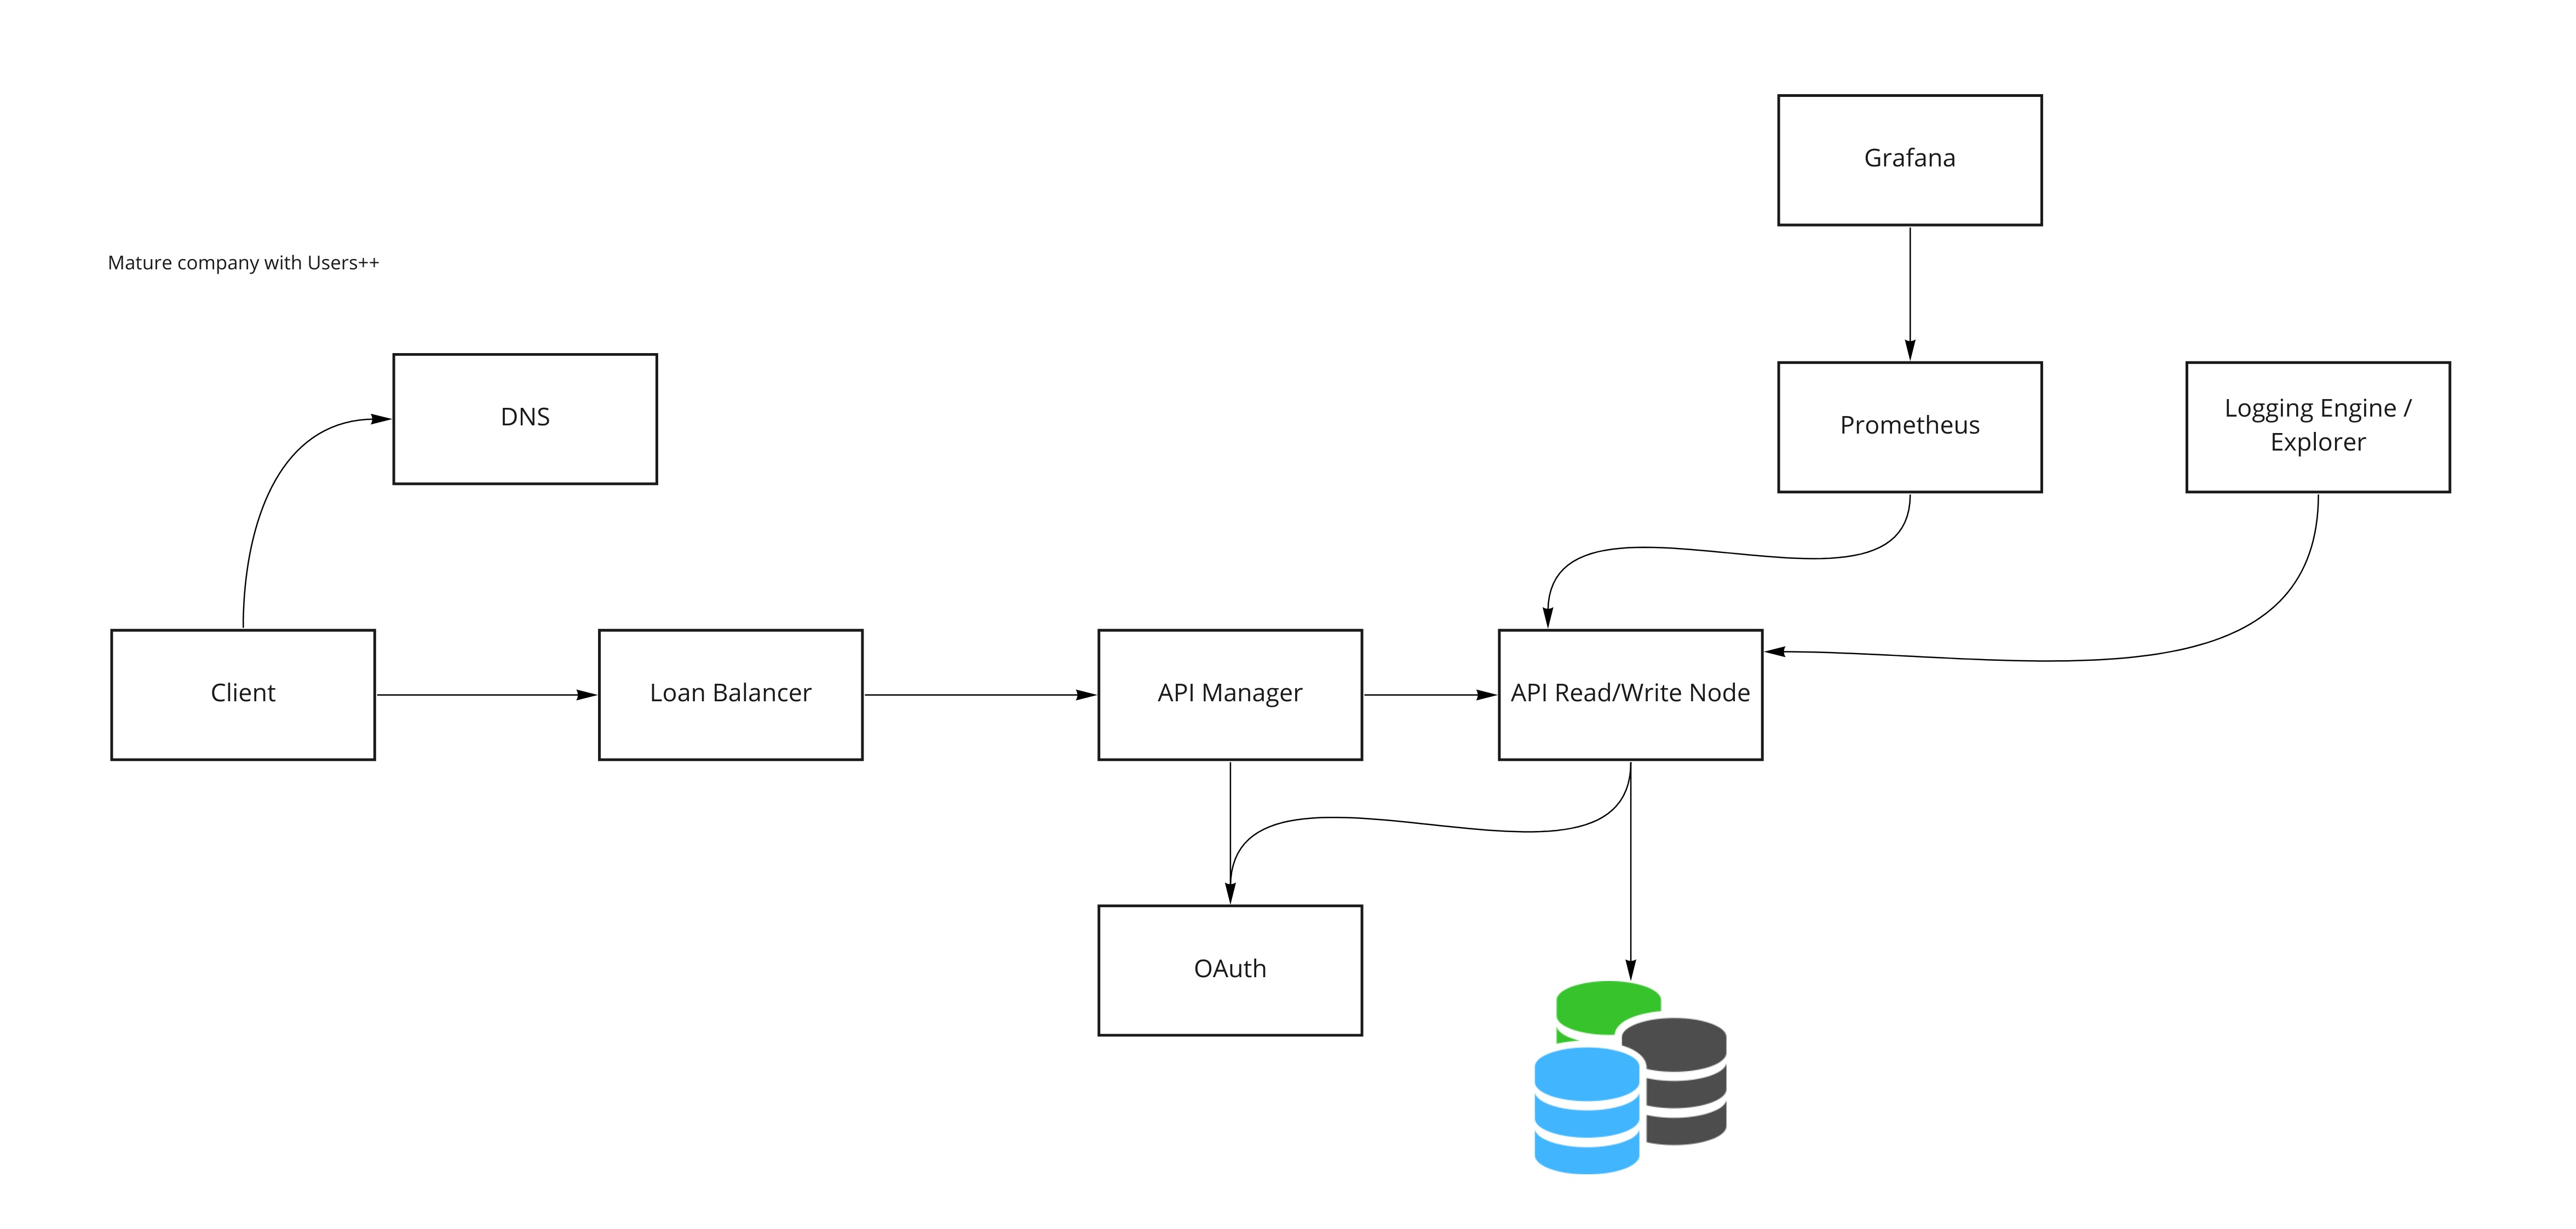 Grafana
Mature company with Users++
DNS
Prometheus
Logging Engine /
Explorer
Client
Loan Balancer
API Manager
API Read/Write Node
OAuth